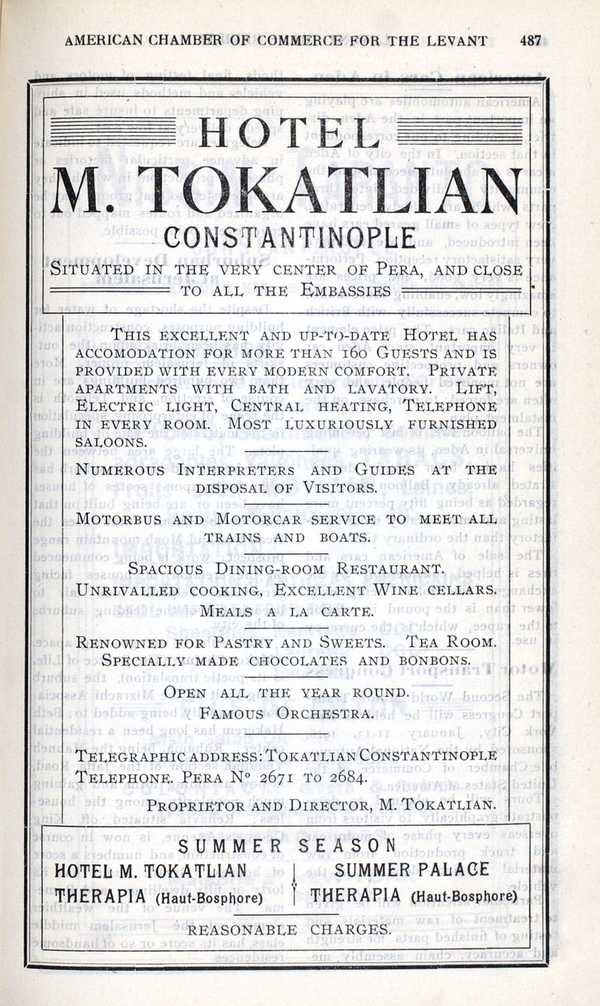 AMERICAN CHAMBER OF COMMERCE FOR THE LEVANT 487
HOTEL
M. TOKATLIAN
CONSTANTINOPLE
SITUATED IN THE VERY CENTER OF PERA, AND CLOSE
TO ALL THE EMBASSIES
THIS EXCELLENT AND UP-TO-DATE HOTEL HAS
ACCOMODATION FOR MORE THAN 160 GUESTS AND IS
PROVIDED WITH EVERY MODERN COMFORT. PRIVATE
APARTMENTS WITH BATH AND LAVATORY. LIFT,
ELECTRIC LIGHT, CENTRAL HEATING, TELEPHONE
IN EVERY ROOM. MOST LUXURIOUSLY FURNISHED
SALOONS.
NUMEROUS INTERPRETERS AND GUIDES AT THE
DISPOSAL OF VISITORS.
MOTORBUS AND MOTORCAR SERVICE TO MEET ALL
TRAINS AND BOATS.
SPACIOUS DINING-ROOM RESTAURANT.
UNRIVALLED COOKING, EXCELLENT WINE CELLARS.
MEALS A LA CARTE.
RENOWNED FOR PASTRY AND SWEETS. TEA ROOM.
SPECIALLY MADE CHOCOLATES AND BONBONS.
OPEN ALL THE YEAR ROUND.
FAMOUS ORCHESTRA.
TELEGRAPHIC ADDRESS: TOKATLIAN CONSTANTINOPLE
TELEPHONE. PERA Nº 2671 TO 2684.
PROPRIETOR AND DIRECTOR, M. TOKATLIAN.
SUMMER SEASON
HOTEL M. TOKATLIAN SUMMER PALACE
THERAPIA (Haut-Bosphore) THERAPIA (Haut-Bosphore)
REASONABLE CHARGES.